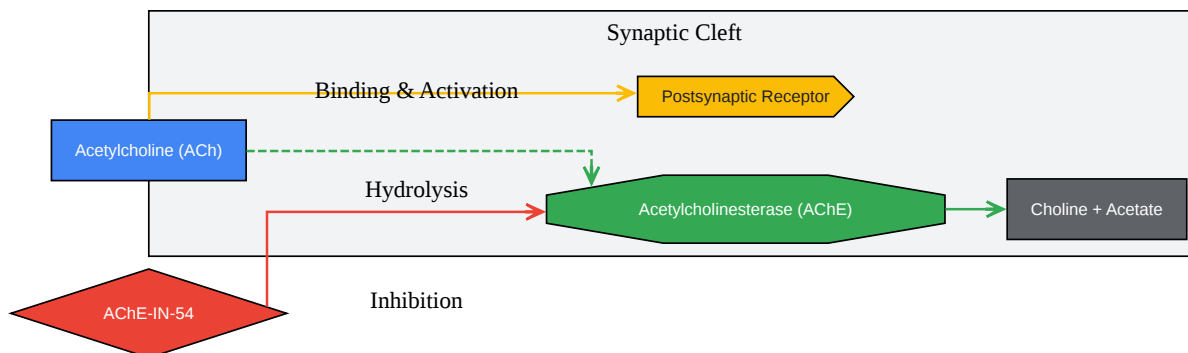 Synaptic Cleft
Binding & Activation
Postsynaptic Receptor
Acetylcholine (ACh)
Hydrolysis
Acetylcholinesterase (AChE)
Choline + Acetate
Inhibition
AChE-IN-54